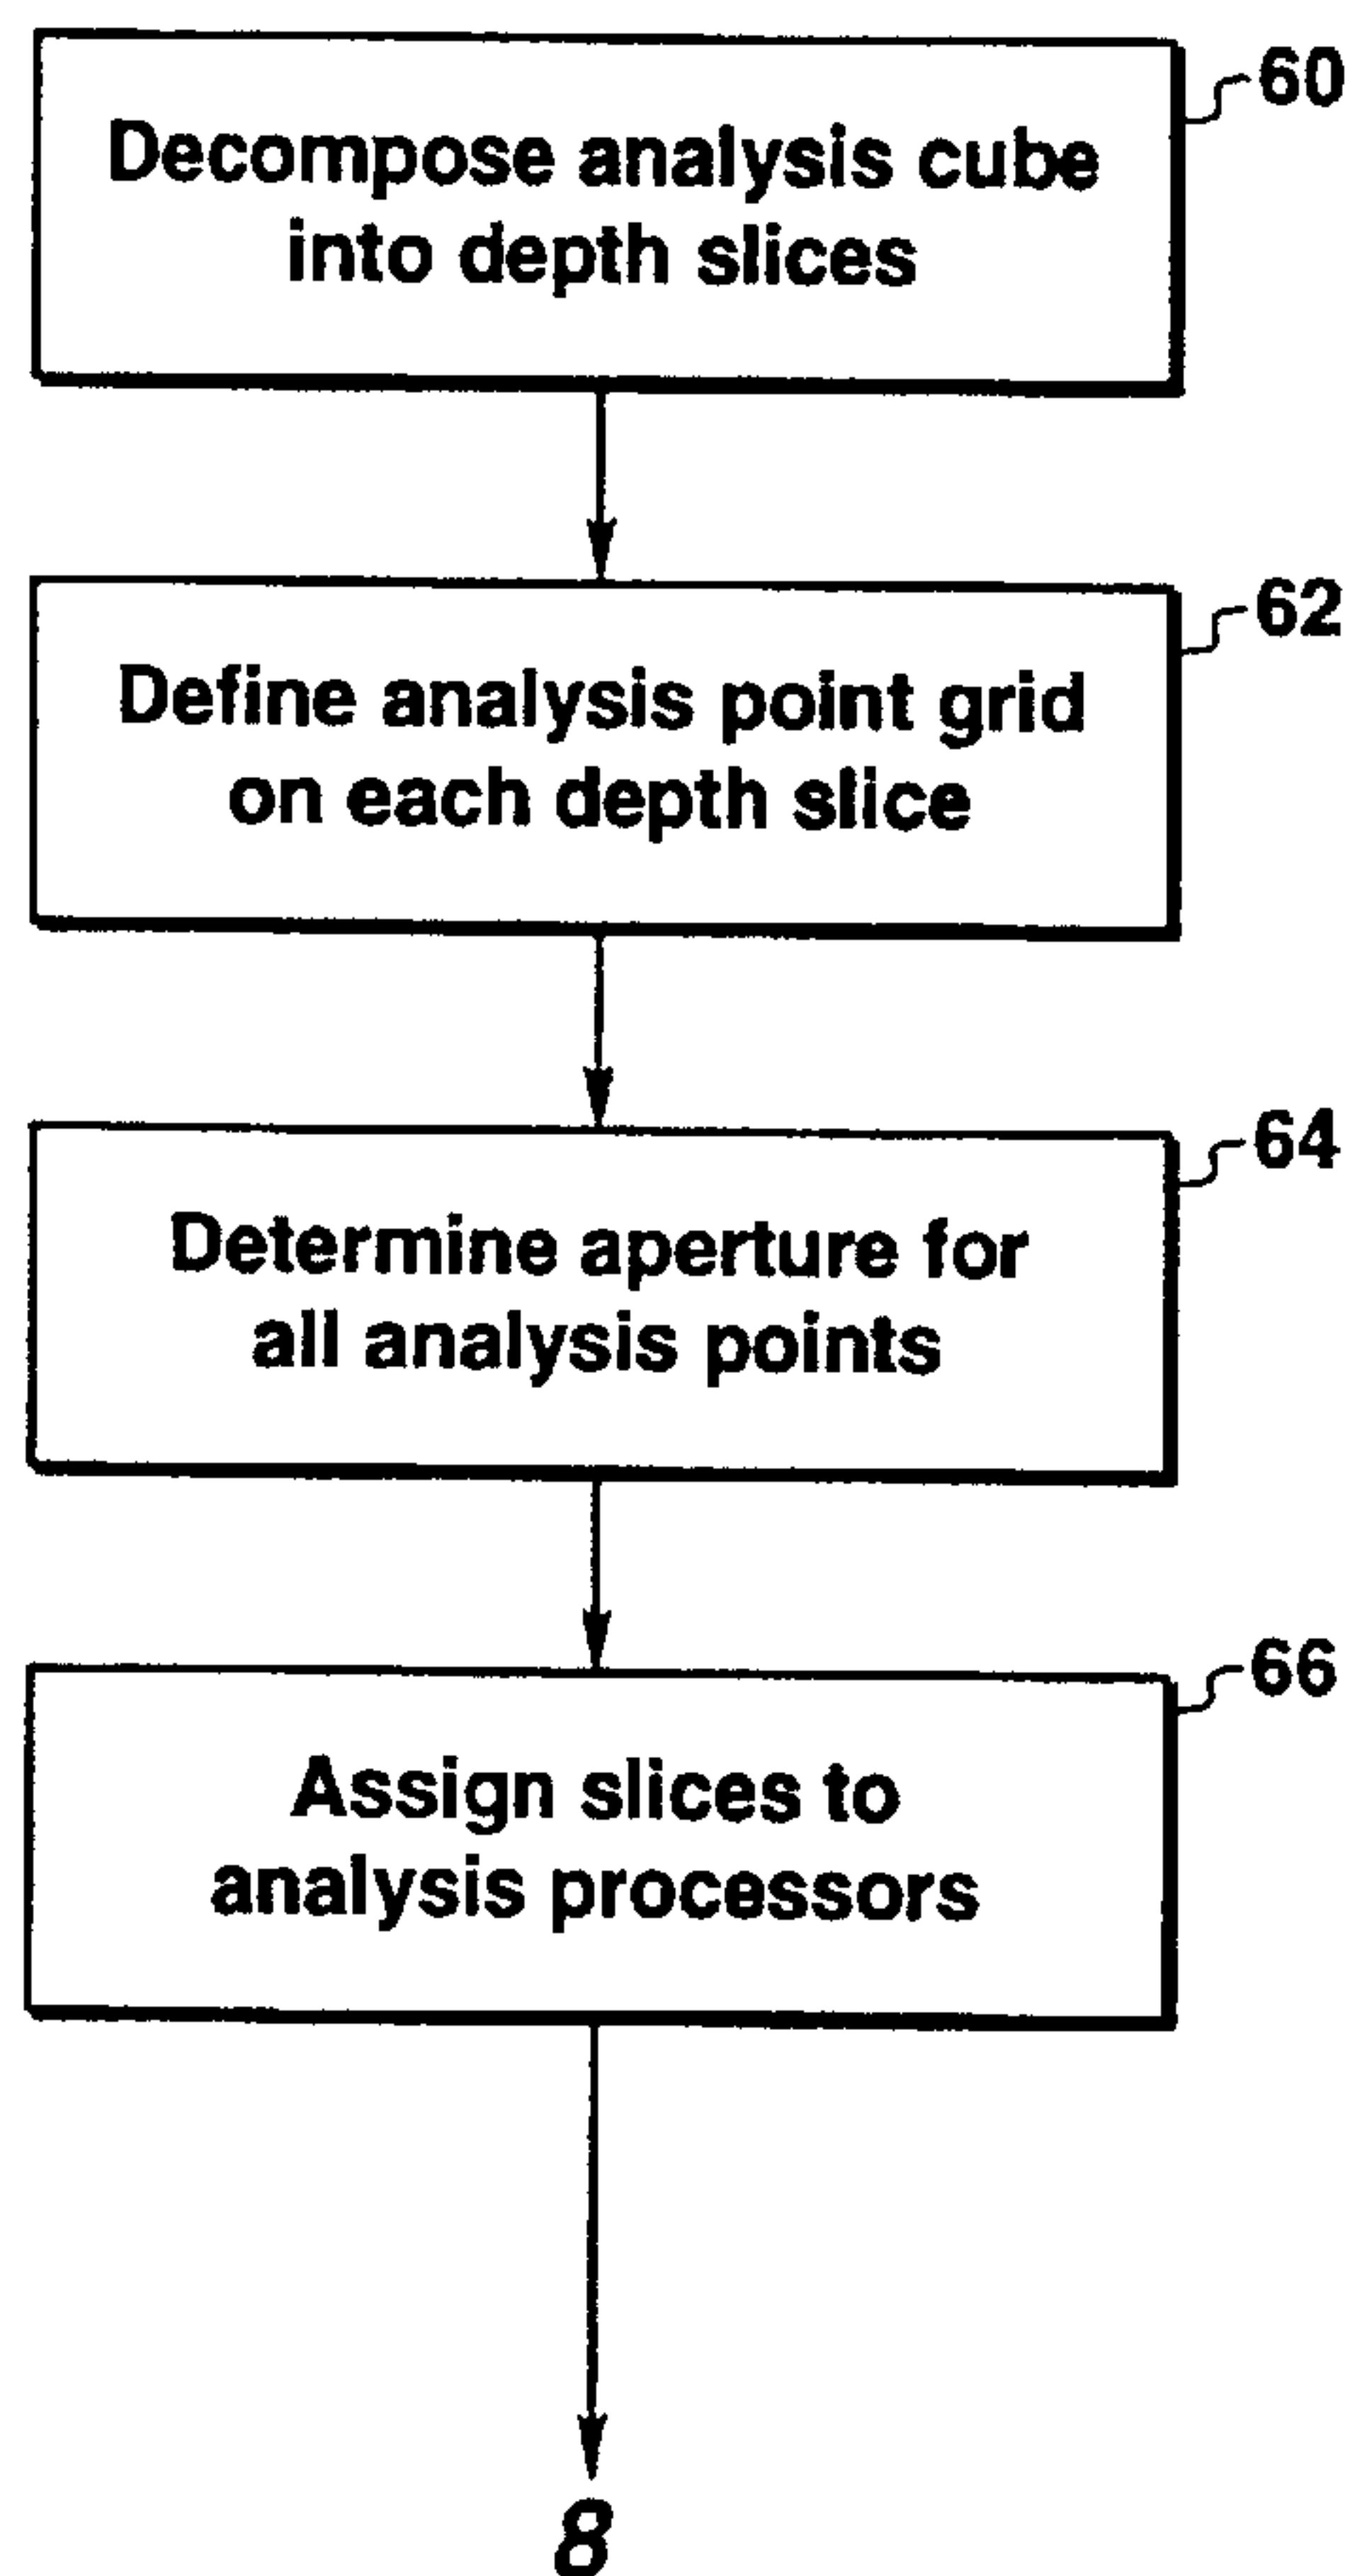 60
Decompose analysis cube
into depth slices
62
Define analysis point grid
on each depth slice
64
Determine aperture for
all analysis points
66
Assign slices to
analysis processors
8